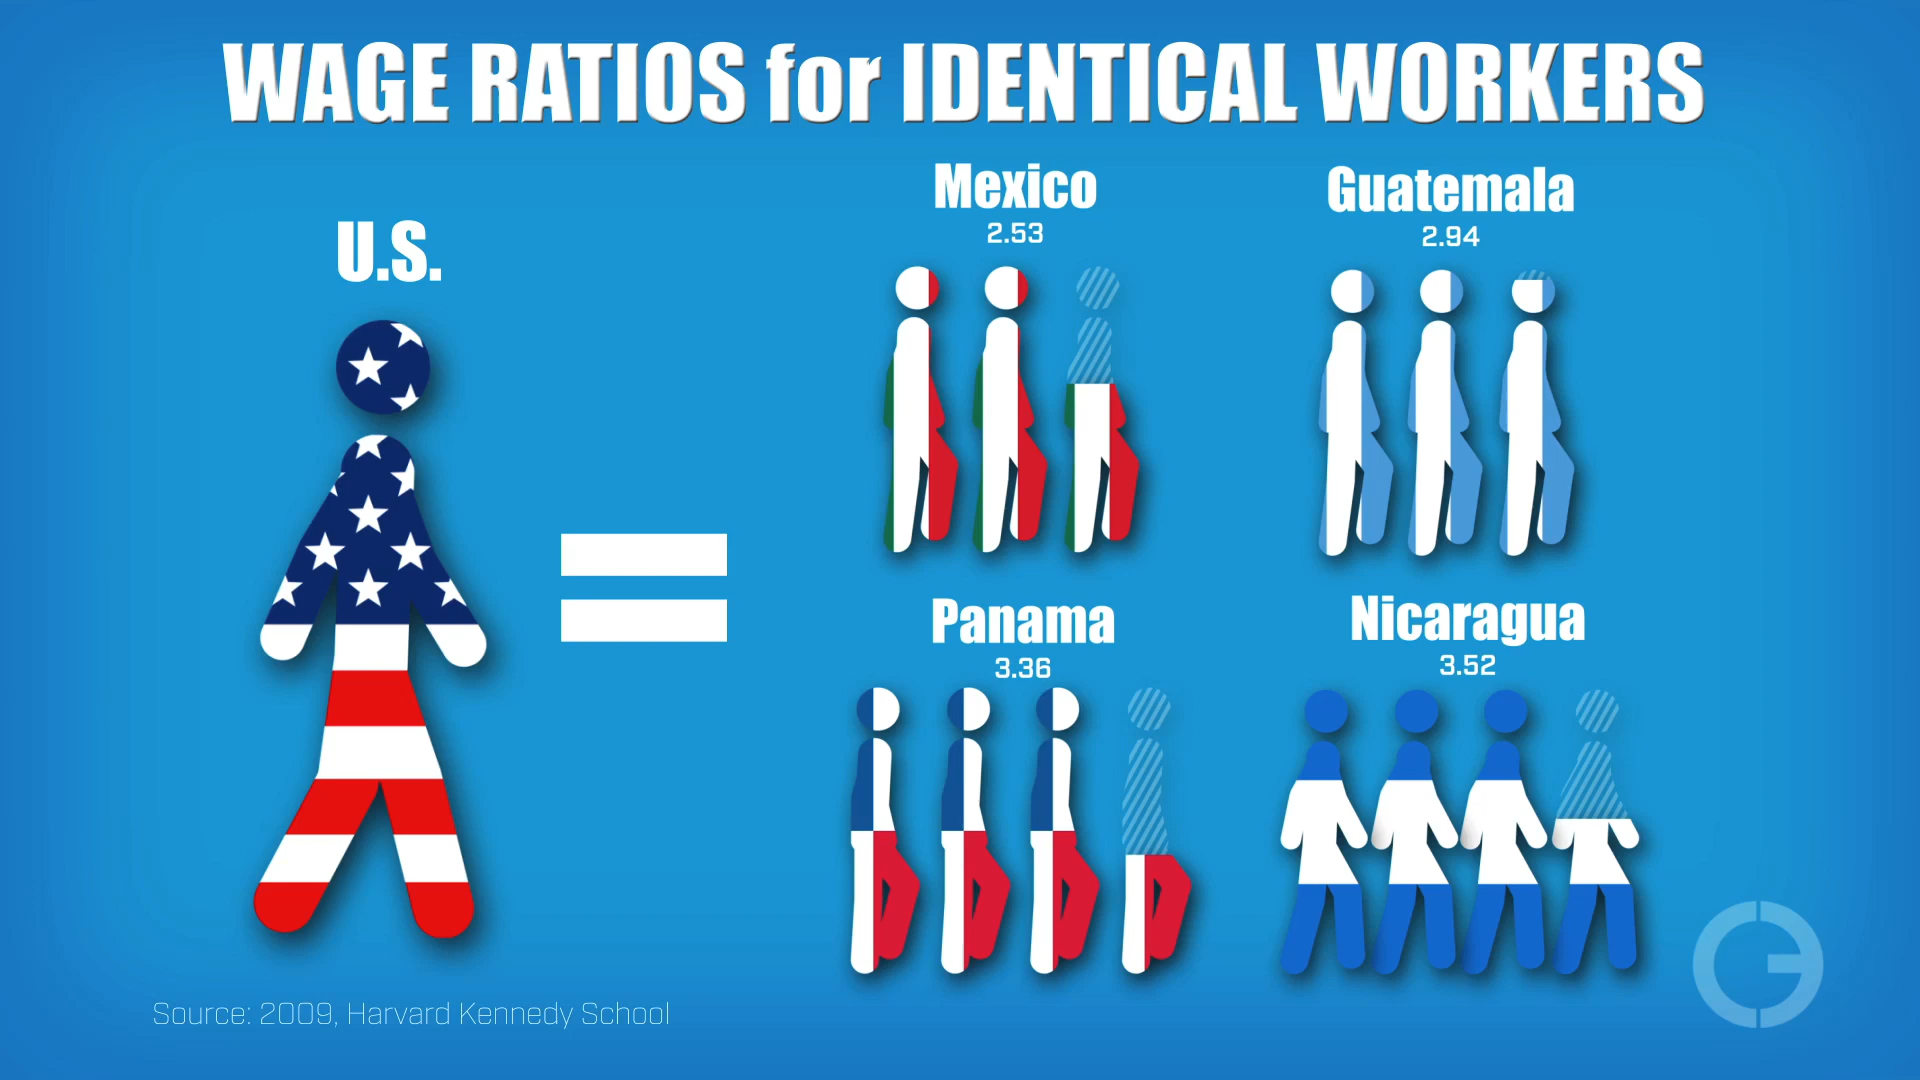 WAGE RATIOS for IDENTICAL WORKERS
U.S.
Mexico
2.53
Guatemala
2.94
Panama
3.36
Nicaragua
3.52
Source: 2009, Harvard Kennedy School